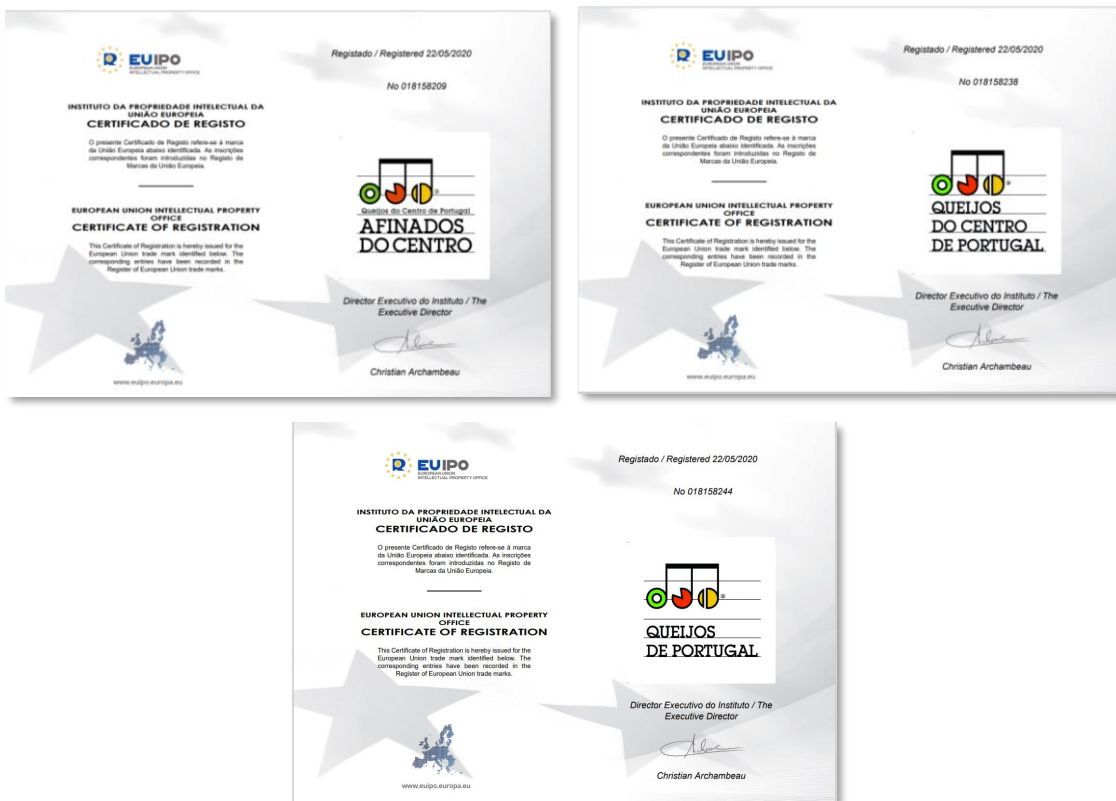 EUIPO
EUROPEAN UNION
INTELLECTUAL PROPERTY OFFICE
INSTITUTO DA PROPRIEDADE INTELECTUAL DA
UNIÃO EUROPEIA
CERTIFICADO DE REGISTO
O presente Certificado de Registo refere-se à marca
da União Europeia abaixo identificada. As inscrições
correspondentes foram introduzidas no Registo de
Marcas da União Europeia.
EUROPEAN UNION INTELLECTUAL PROPERTY
OFFICE
CERTIFICATE OF REGISTRATION
This Certificate of Registration is hereby issued for the
European Union trade mark identified below. The
corresponding entries have been recorded in the
Register of European Union trade marks.
www.euipo.europa.eu
Registado / Registered 22/05/2020
No 018158209
®
Queijos do Centro de Portugal
AFINADOS
DO CENTRO
Director Executivo do Instituto / The
Executive Director
Christian Archambeau
EUIPO
EUROPEAN UNION
INTELLECTUAL PROPERTY OFFICE
INSTITUTO DA PROPRIEDADE INTELECTUAL DA
UNIÃO EUROPEIA
CERTIFICADO DE REGISTO
O presente Certificado de Registo refere-se à marca
da União Europeia abaixo identificada. As inscrições
correspondentes foram introduzidas no Registo de
Marcas da União Europeia.
EUROPEAN UNION INTELLECTUAL PROPERTY
OFFICE
CERTIFICATE OF REGISTRATION
This Certificate of Registration is hereby issued for the
European Union trade mark identified below. The
corresponding entries have been recorded in the
Register of European Union trade marks.
www.euipo.europa.eu
Registado / Registered 22/05/2020
No 018158238
®
QUEIJOS
DO CENTRO
DE PORTUGAL
Director Executivo do Instituto / The
Executive Director
Christian Archambeau
EUIPO
EUROPEAN UNION
INTELLECTUAL PROPERTY OFFICE
INSTITUTO DA PROPRIEDADE INTELECTUAL DA
UNIÃO EUROPEIA
CERTIFICADO DE REGISTO
O presente Certificado de Registo refere-se à marca
da União Europeia abaixo identificada. As inscrições
correspondentes foram introduzidas no Registo de
Marcas da União Europeia.
EUROPEAN UNION INTELLECTUAL PROPERTY
OFFICE
CERTIFICATE OF REGISTRATION
This Certificate of Registration is hereby issued for the
European Union trade mark identified below. The
corresponding entries have been recorded in the
Register of European Union trade marks.
www.euipo.europa.eu
Registado / Registered 22/05/2020
No 018158244
®
QUEIJOS
DE PORTUGAL
Director Executivo do Instituto / The
Executive Director
Christian Archambeau